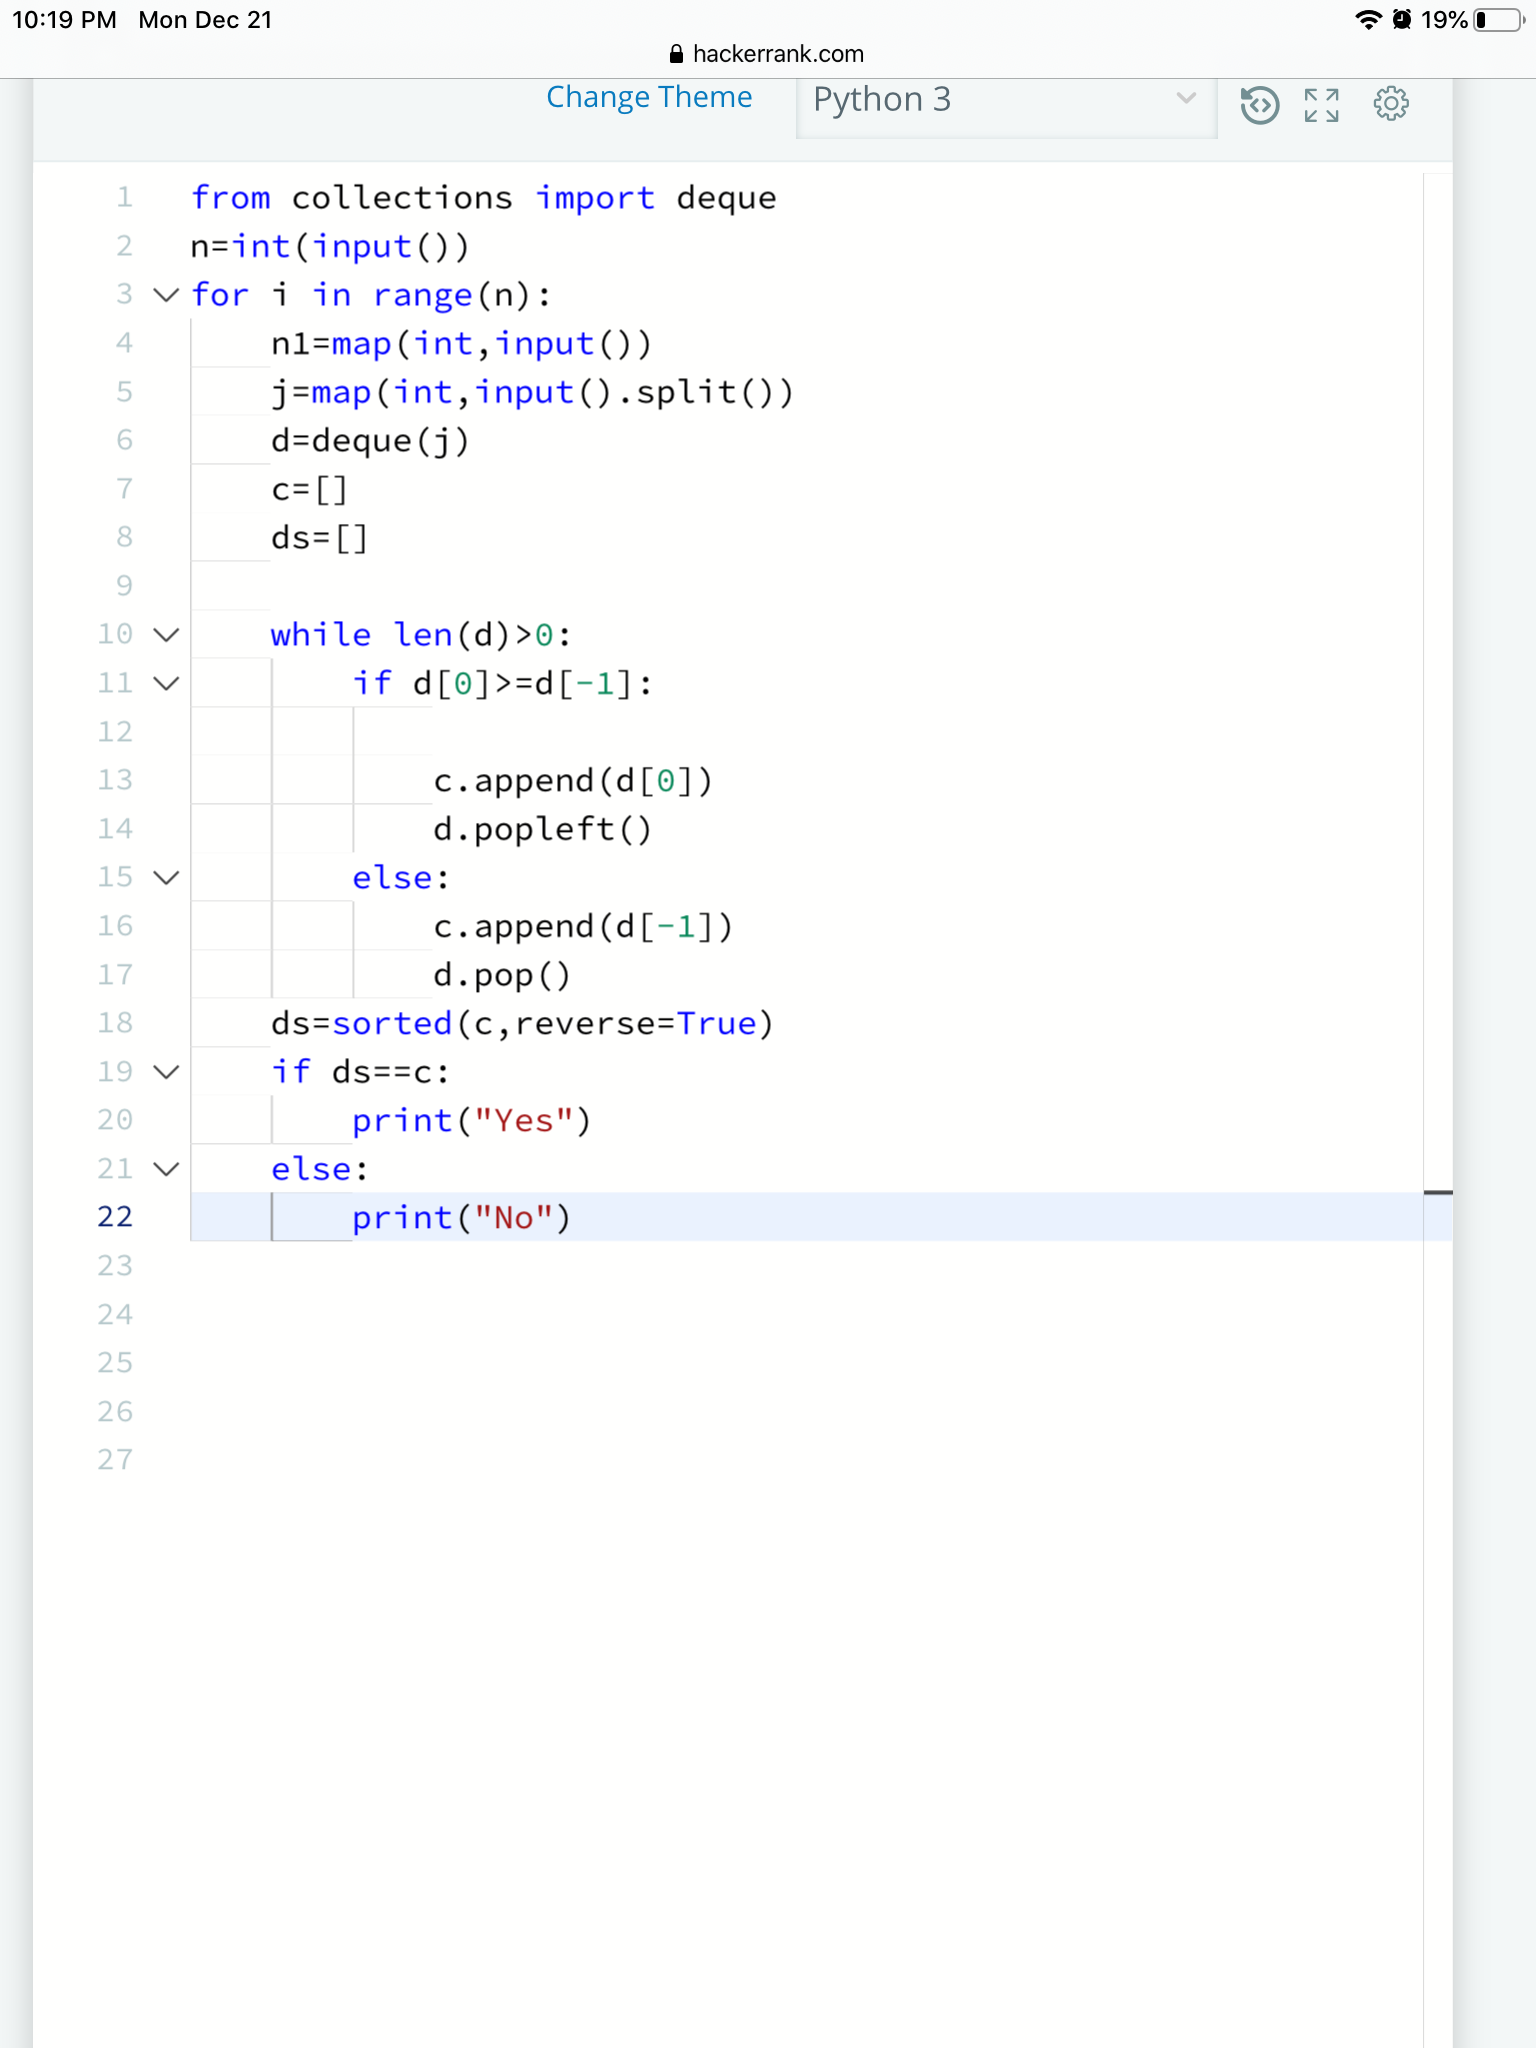 10:19 PM Mon Dec 21 19%
hackerrank.com
Change Theme Python 3
1 from collections import deque
2 n=int(input())
3 for i in range(n):
4     n1=map(int,input())
5     j=map(int,input().split())
6     d=deque(j)
7     c=[]
8     ds=[]
9
10     while len(d)>0:
11         if d[0]>=d[-1]:
12
13             c.append(d[0])
14             d.popleft()
15         else:
16             c.append(d[-1])
17             d.pop()
18     ds=sorted(c,reverse=True)
19     if ds==c:
20         print("Yes")
21     else:
22         print("No")
23
24
25
26
27